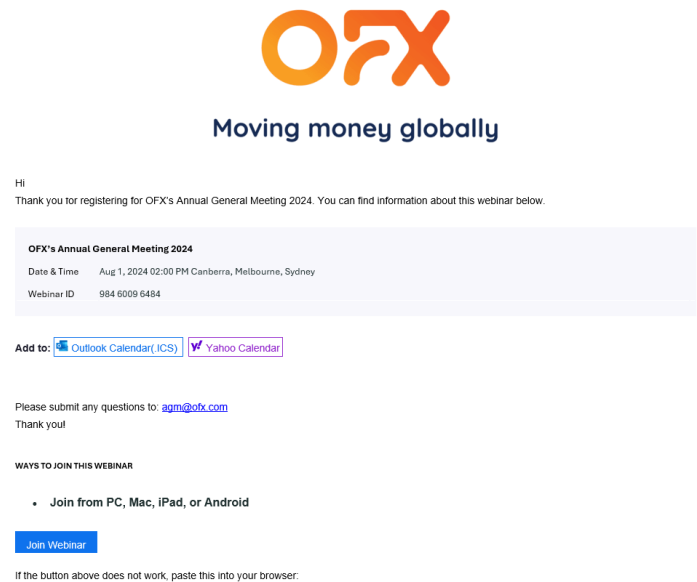 OFX
Moving money globally
Hi
Thank you for registering for OFX's Annual General Meeting 2024. You can find information about this webinar below.
OFX's Annual General Meeting 2024
Date & Time Aug 1, 2024 02:00 PM Canberra, Melbourne, Sydney
Webinar ID 984 6009 6484
Add to: Outlook Calendar(.ICS) Yahoo Calendar
Please submit any questions to: agm@ofx.com
Thank you!
WAYS TO JOIN THIS WEBINAR
• Join from PC, Mac, iPad, or Android
Join Webinar
If the button above does not work, paste this into your browser: